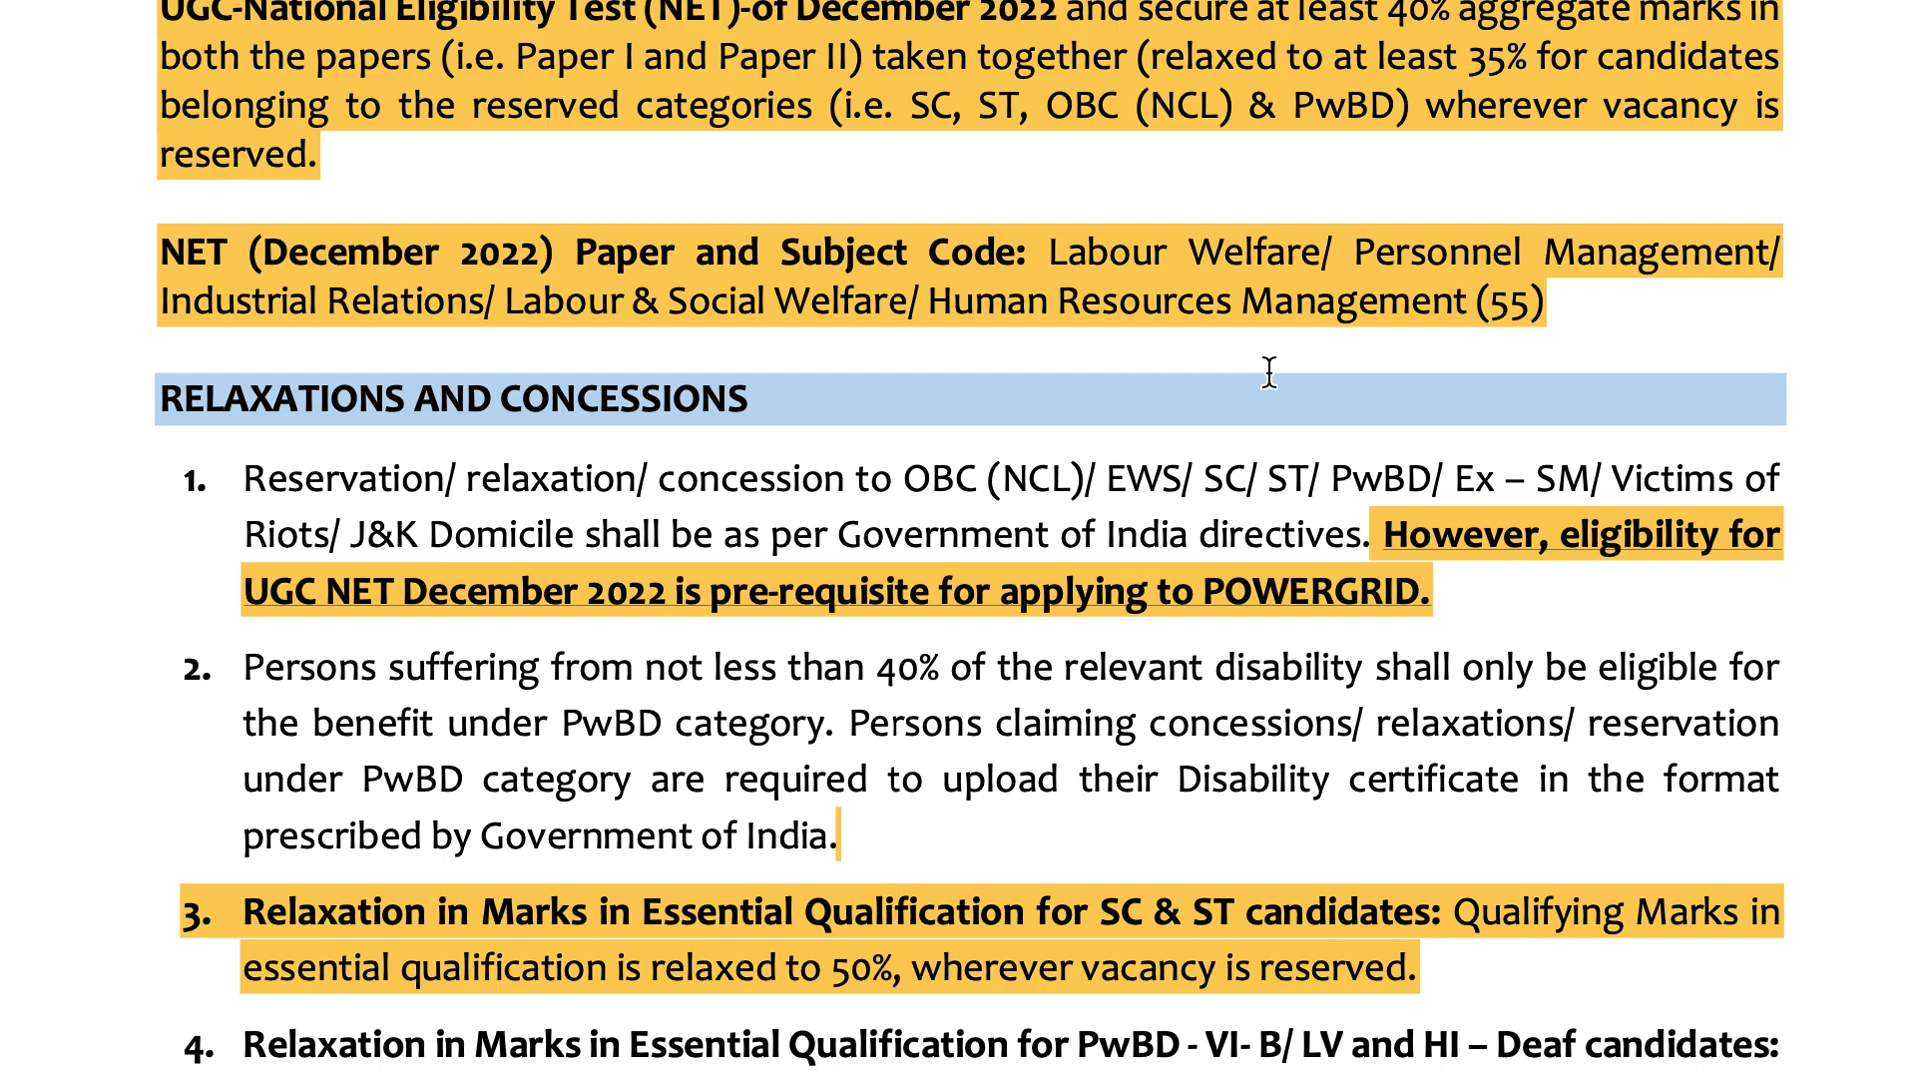 UGC-National Eligibility Test (NET)-of December 2022 and secure at least 40% aggregate marks in
both the papers (i.e. Paper I and Paper II) taken together (relaxed to at least 35% for candidates
belonging to the reserved categories (i.e. SC, ST, OBC (NCL) & PwBD) wherever vacancy is
reserved.
NET (December 2022) Paper and Subject Code: Labour Welfare/ Personnel Management/
Industrial Relations/ Labour & Social Welfare/ Human Resources Management (55)
RELAXATIONS AND CONCESSIONS
1. Reservation/ relaxation/ concession to OBC (NCL)/ EWS/ SC/ ST/ PwBD/ Ex – SM/ Victims of
Riots/ J&K Domicile shall be as per Government of India directives. However, eligibility for
UGC NET December 2022 is pre-requisite for applying to POWERGRID.
2. Persons suffering from not less than 40% of the relevant disability shall only be eligible for
the benefit under PwBD category. Persons claiming concessions/ relaxations/ reservation
under PwBD category are required to upload their Disability certificate in the format
prescribed by Government of India.
3. Relaxation in Marks in Essential Qualification for SC & ST candidates: Qualifying Marks in
essential qualification is relaxed to 50%, wherever vacancy is reserved.
4. Relaxation in Marks in Essential Qualification for PwBD - VI- B/ LV and HI – Deaf candidates: